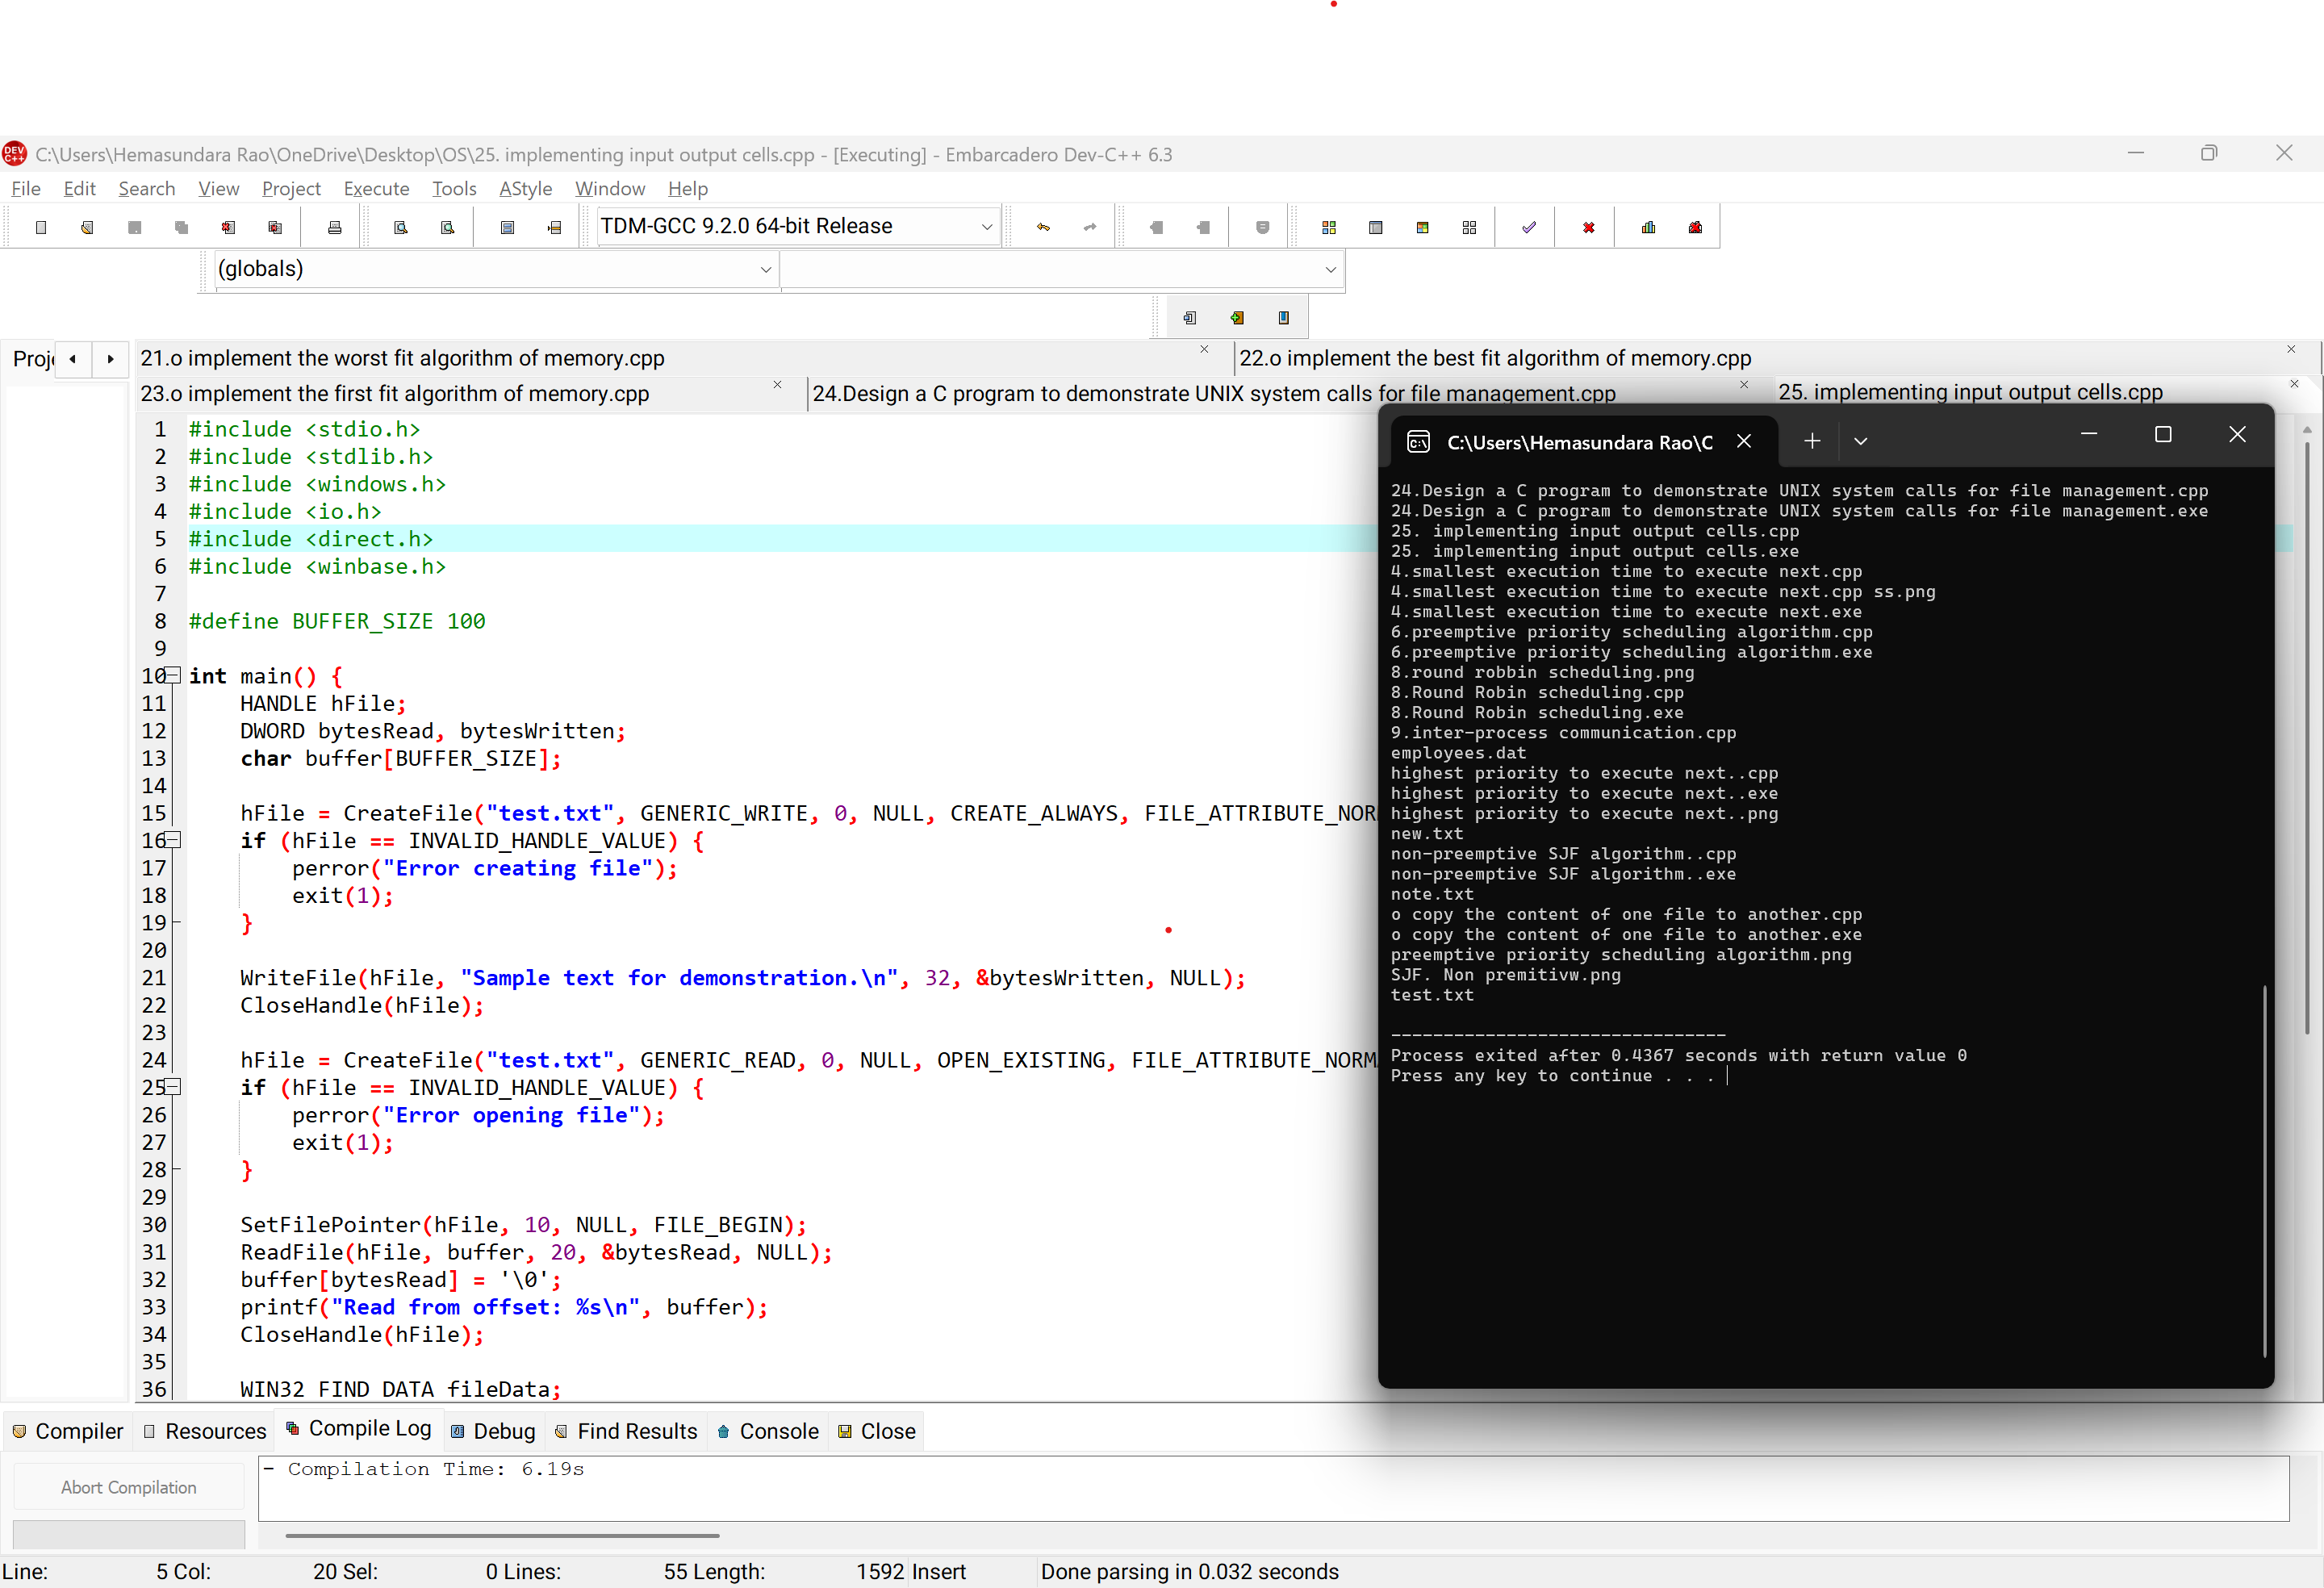 C:\Users\Hemasundara Rao\OneDrive\Desktop\OS\25. implementing input output cells.cpp - [Executing] - Embarcadero Dev-C++ 6.3
File Edit Search View Project Execute Tools AStyle Window Help
TDM-GCC 9.2.0 64-bit Release
(globals)
21.o implement the worst fit algorithm of memory.cpp 22.o implement the best fit algorithm of memory.cpp
23.o implement the first fit algorithm of memory.cpp 24.Design a C program to demonstrate UNIX system calls for file management.cpp 25. implementing input output cells.cpp
1 #include <stdio.h>
2 #include <stdlib.h>
3 #include <windows.h>
4 #include <io.h>
5 #include <direct.h>
6 #include <winbase.h>
7
8 #define BUFFER_SIZE 100
9
10 int main() {
11 HANDLE hFile;
12 DWORD bytesRead, bytesWritten;
13 char buffer[BUFFER_SIZE];
14
15 hFile = CreateFile("test.txt", GENERIC_WRITE, 0, NULL, CREATE_ALWAYS, FILE_ATTRIBUTE_NOR
16 if (hFile == INVALID_HANDLE_VALUE) {
17 perror("Error creating file");
18 exit(1);
19 }
20
21 WriteFile(hFile, "Sample text for demonstration.\n", 32, &bytesWritten, NULL);
22 CloseHandle(hFile);
23
24 hFile = CreateFile("test.txt", GENERIC_READ, 0, NULL, OPEN_EXISTING, FILE_ATTRIBUTE_NORM
25 if (hFile == INVALID_HANDLE_VALUE) {
26 perror("Error opening file");
27 exit(1);
28 }
29
30 SetFilePointer(hFile, 10, NULL, FILE_BEGIN);
31 ReadFile(hFile, buffer, 20, &bytesRead, NULL);
32 buffer[bytesRead] = '\0';
33 printf("Read from offset: %s\n", buffer);
34 CloseHandle(hFile);
35
36 WIN32_FIND_DATA fileData;
C:\Users\Hemasundara Rao\C
24.Design a C program to demonstrate UNIX system calls for file management.cpp
24.Design a C program to demonstrate UNIX system calls for file management.exe
25. implementing input output cells.cpp
25. implementing input output cells.exe
4.smallest execution time to execute next.cpp
4.smallest execution time to execute next.cpp ss.png
4.smallest execution time to execute next.exe
6.preemptive priority scheduling algorithm.cpp
6.preemptive priority scheduling algorithm.exe
8.round robbin scheduling.png
8.Round Robin scheduling.cpp
8.Round Robin scheduling.exe
9.inter-process communication.cpp
employees.dat
highest priority to execute next..cpp
highest priority to execute next..exe
highest priority to execute next..png
new.txt
non-preemptive SJF algorithm..cpp
non-preemptive SJF algorithm..exe
note.txt
o copy the content of one file to another.cpp
o copy the content of one file to another.exe
preemptive priority scheduling algorithm.png
SJF. Non premitivw.png
test.txt
--------------------------------
Process exited after 0.4367 seconds with return value 0
Press any key to continue . . .
Compiler Resources Compile Log Debug Find Results Console Close
Abort Compilation
- Compilation Time: 6.19s
Line: 5 Col: 20 Sel: 0 Lines: 55 Length: 1592 Insert Done parsing in 0.032 seconds